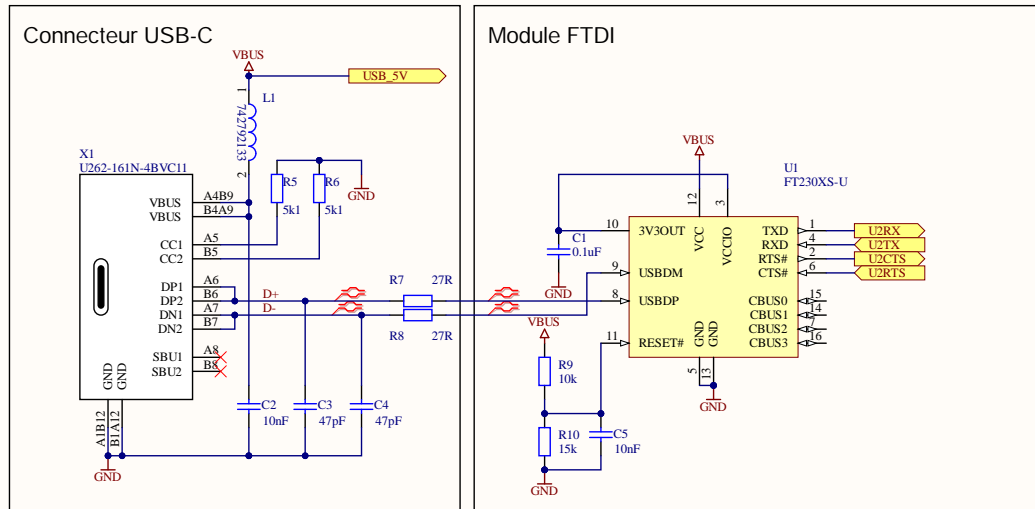 Connecteur USB-C
VBUS
USB_5V
1
L1
742792133
2
X1
U262-161N-4BVC11
VBUS A4B9
VBUS B4A9
CC1 A5
CC2 B5
DP1 A6
DP2 B6
DN1 A7
DN2 B7
SBU1 A8
SBU2 B8
GND
GND
A1B12
B1A12
GND
R5
5k1
R6
5k1
GND
D+
D-
C2
10nF
C3
47pF
C4
47pF
R7 27R
R8 27R
Module FTDI
VBUS
U1
FT230XS-U
12
VCC
3
VCCIO
10 3V3OUT
9 USBDM
8 USBDP
11 RESET#
C1
0.1uF
GND
TXD 1 U2RX
RXD 4 U2TX
RTS# 2 U2CTS
CTS# 6 U2RTS
CBUS0 15
CBUS1 14
CBUS2 7
CBUS3 16
GND
GND
5
13
GND
VBUS
R9
10k
R10
15k
C5
10nF
GND